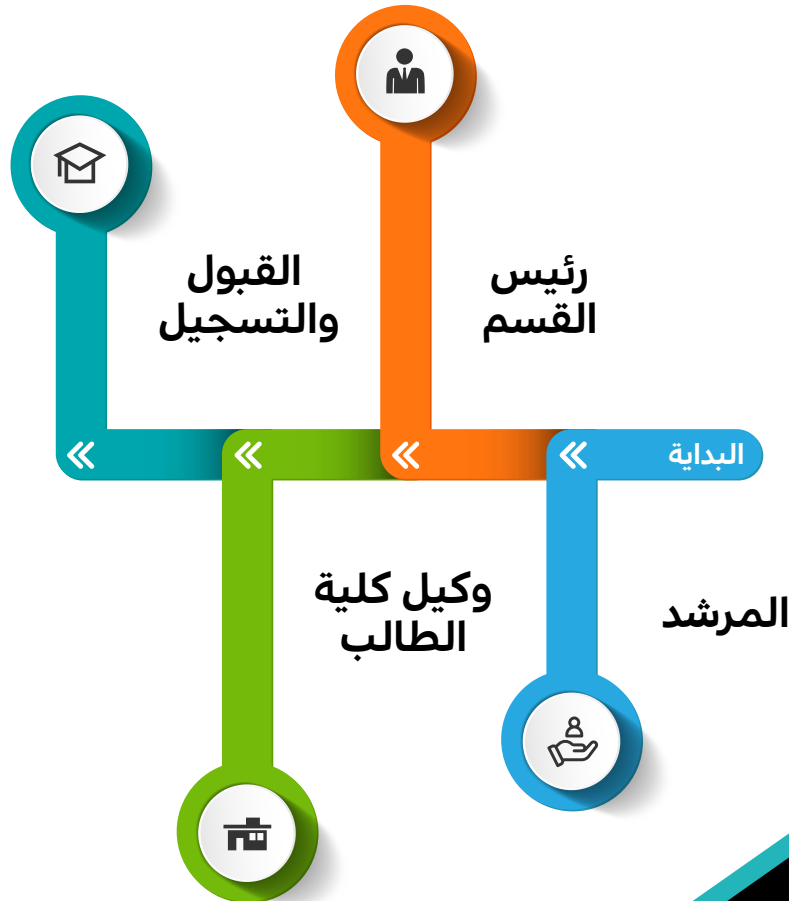 البداية
المرشد
رئيس
القسم
وكيل كلية
الطالب
القبول
والتسجيل